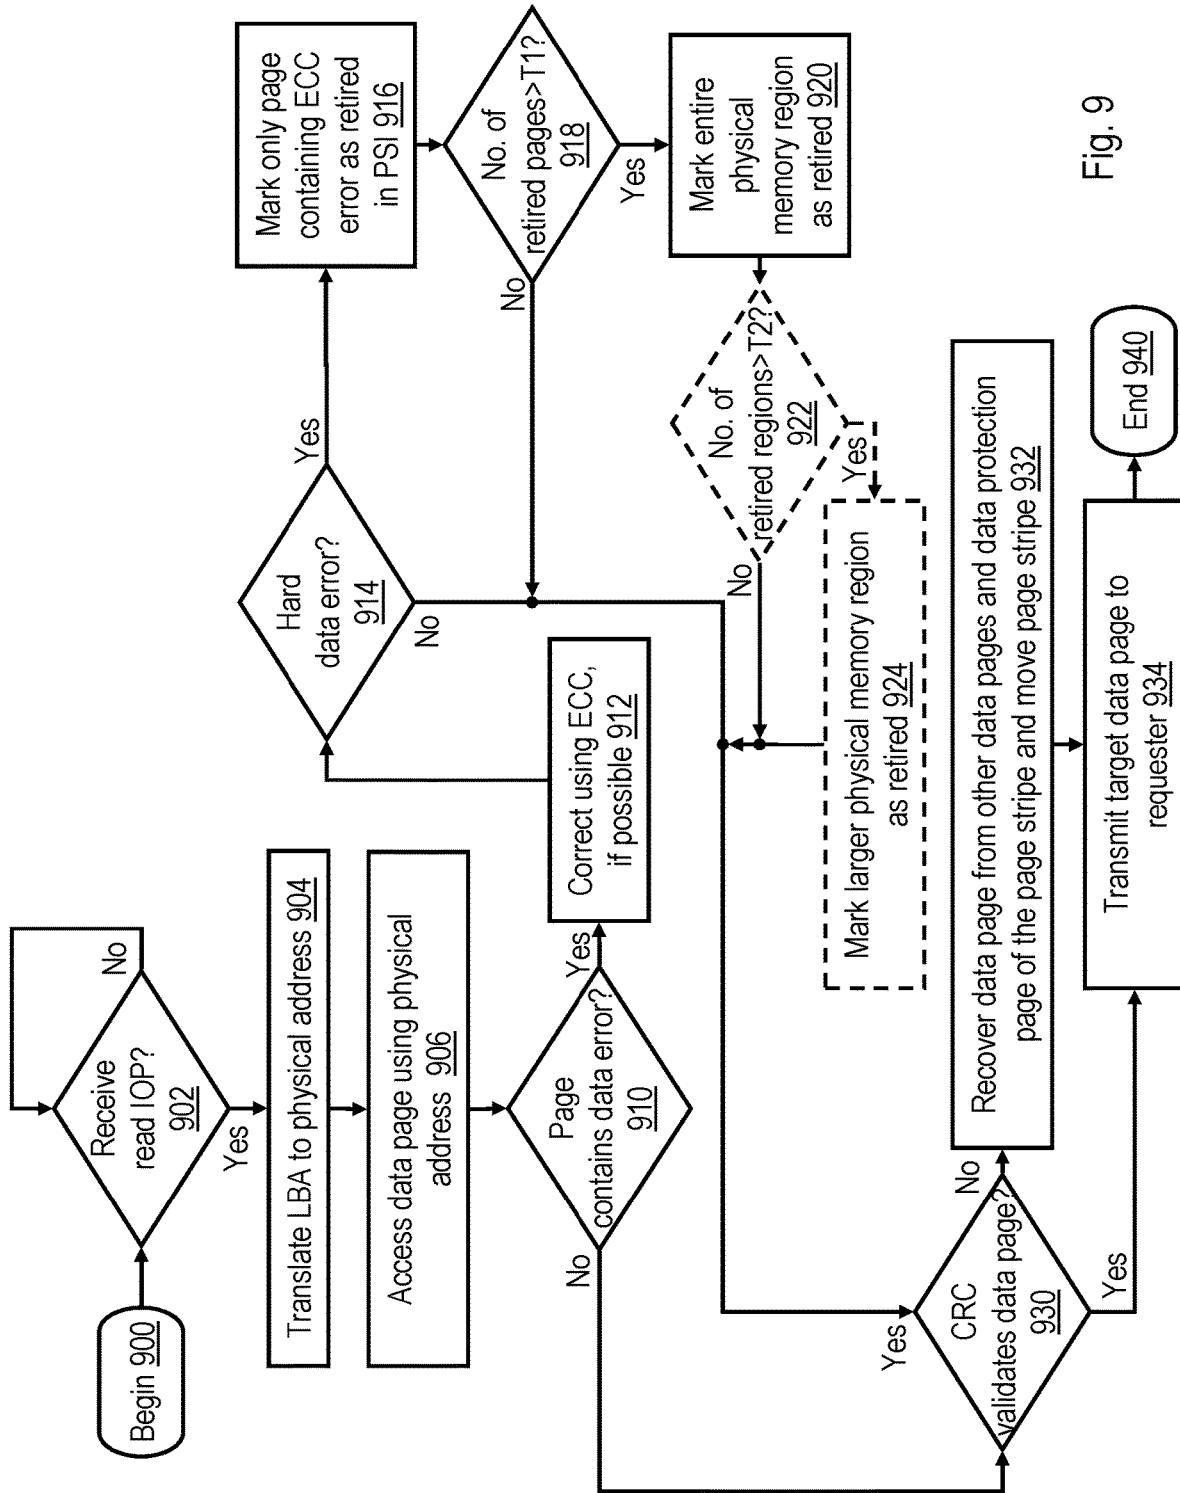 Begin 900
Receive
read IOP?
902
No
Yes
Translate LBA to physical address 904
Access data page using physical
address 906
Page
contains data error?
910
Yes
No
Correct using ECC,
if possible 912
Hard
data error?
914
Yes
No
Mark only page
containing ECC
error as retired
in PSI 916
No. of
retired pages>T1?
918
No
Yes
Mark entire
physical
memory region
as retired 920
No. of
retired regions>T2?
922
No
Yes
Mark larger physical memory region
as retired 924
Yes
CRC
validates data page?
930
No
Yes
Recover data page from other data pages and data protection
page of the page stripe and move page stripe 932
Transmit target data page to
requester 934
End 940
Fig. 9